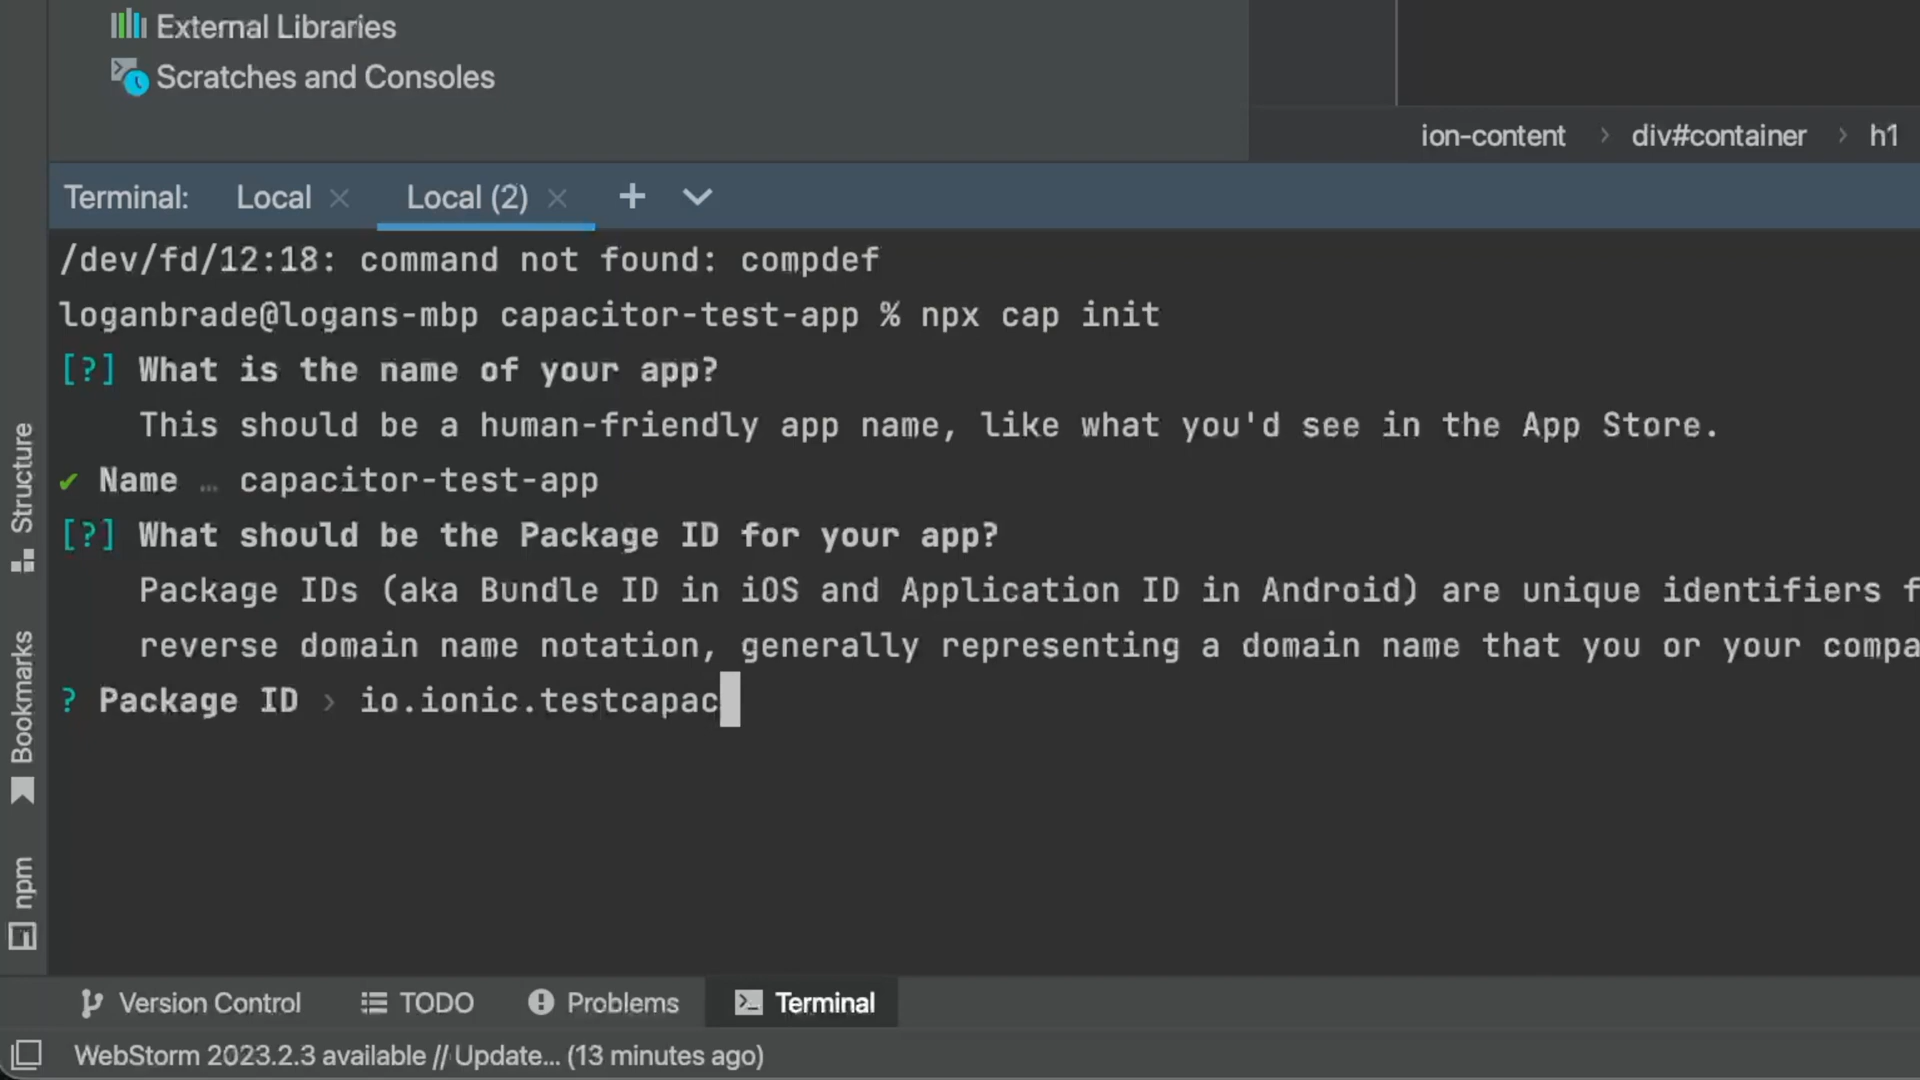 External Libraries
Scratches and Consoles
ion-content > div#container > h1
Terminal: Local × Local (2) × +
/dev/fd/12:18: command not found: compdef
loganbrade@logans-mbp capacitor-test-app % npx cap init
[?] What is the name of your app?
This should be a human-friendly app name, like what you'd see in the App Store.
✔ Name … capacitor-test-app
[?] What should be the Package ID for your app?
Package IDs (aka Bundle ID in iOS and Application ID in Android) are unique identifiers f
reverse domain name notation, generally representing a domain name that you or your compa
? Package ID › io.ionic.testcapac
Structure
Bookmarks
npm
Version Control TODO Problems Terminal
WebStorm 2023.2.3 available // Update... (13 minutes ago)